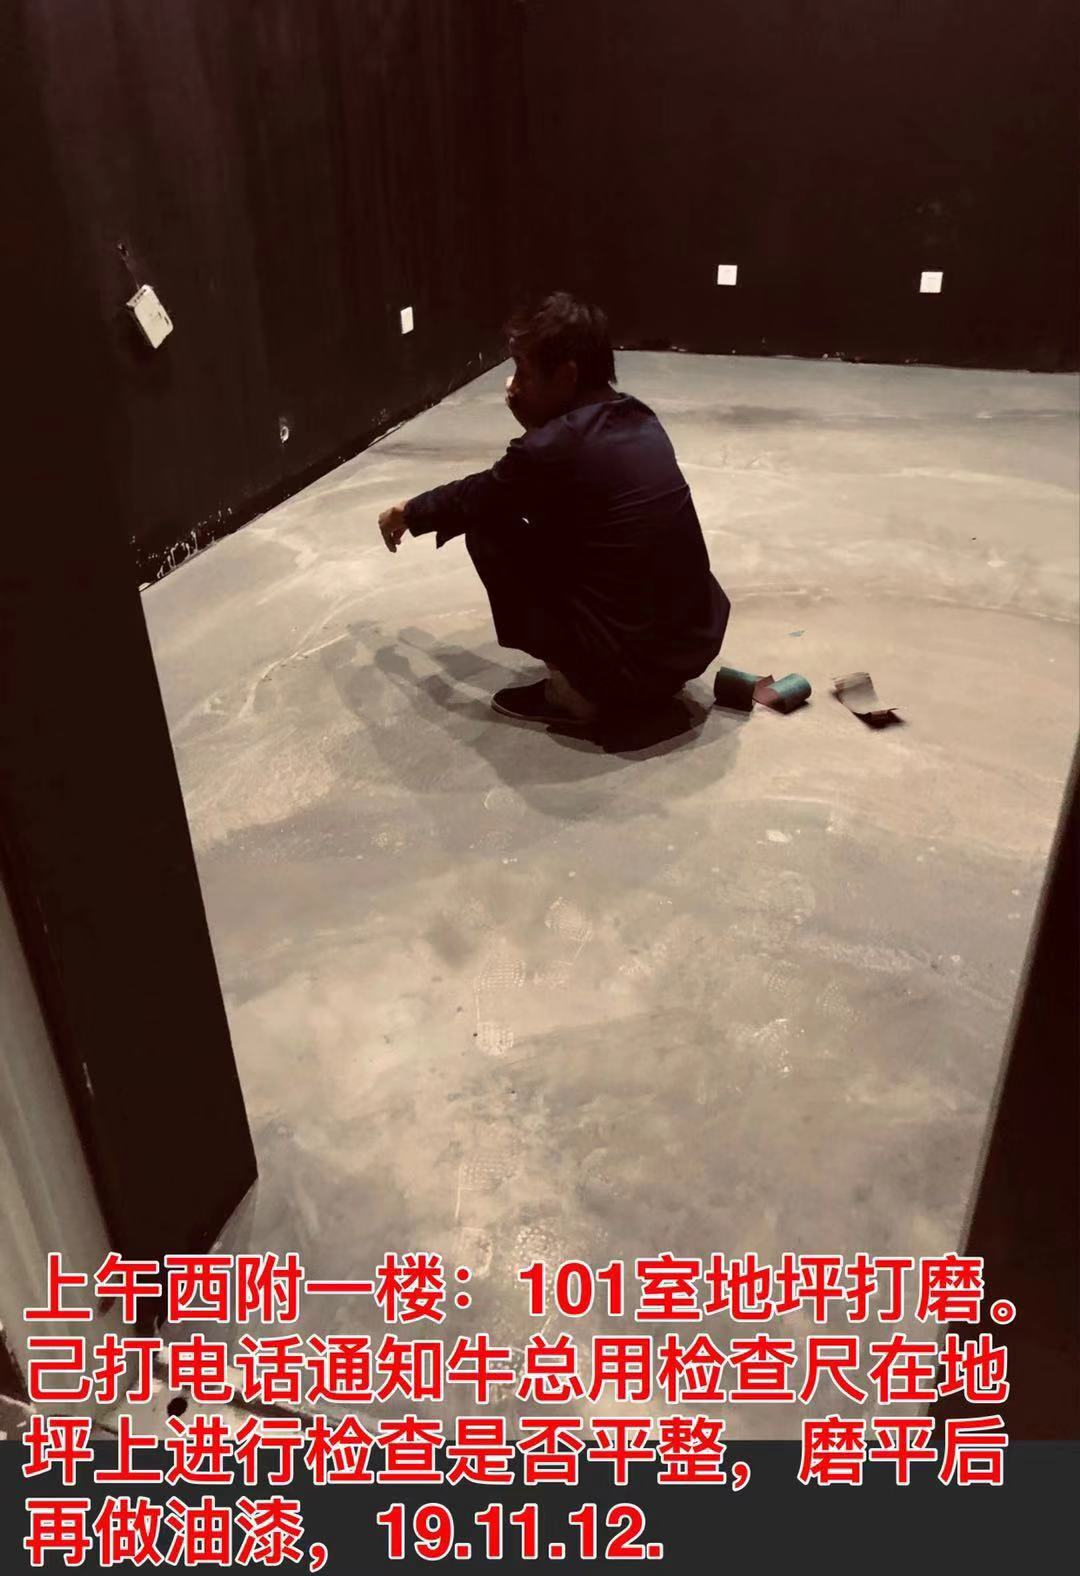 上午西附一楼：101室地坪打磨。
己打电话通知牛总用检查尺在地
坪上进行检查是否平整，磨平后
再做油漆，19.11.12.